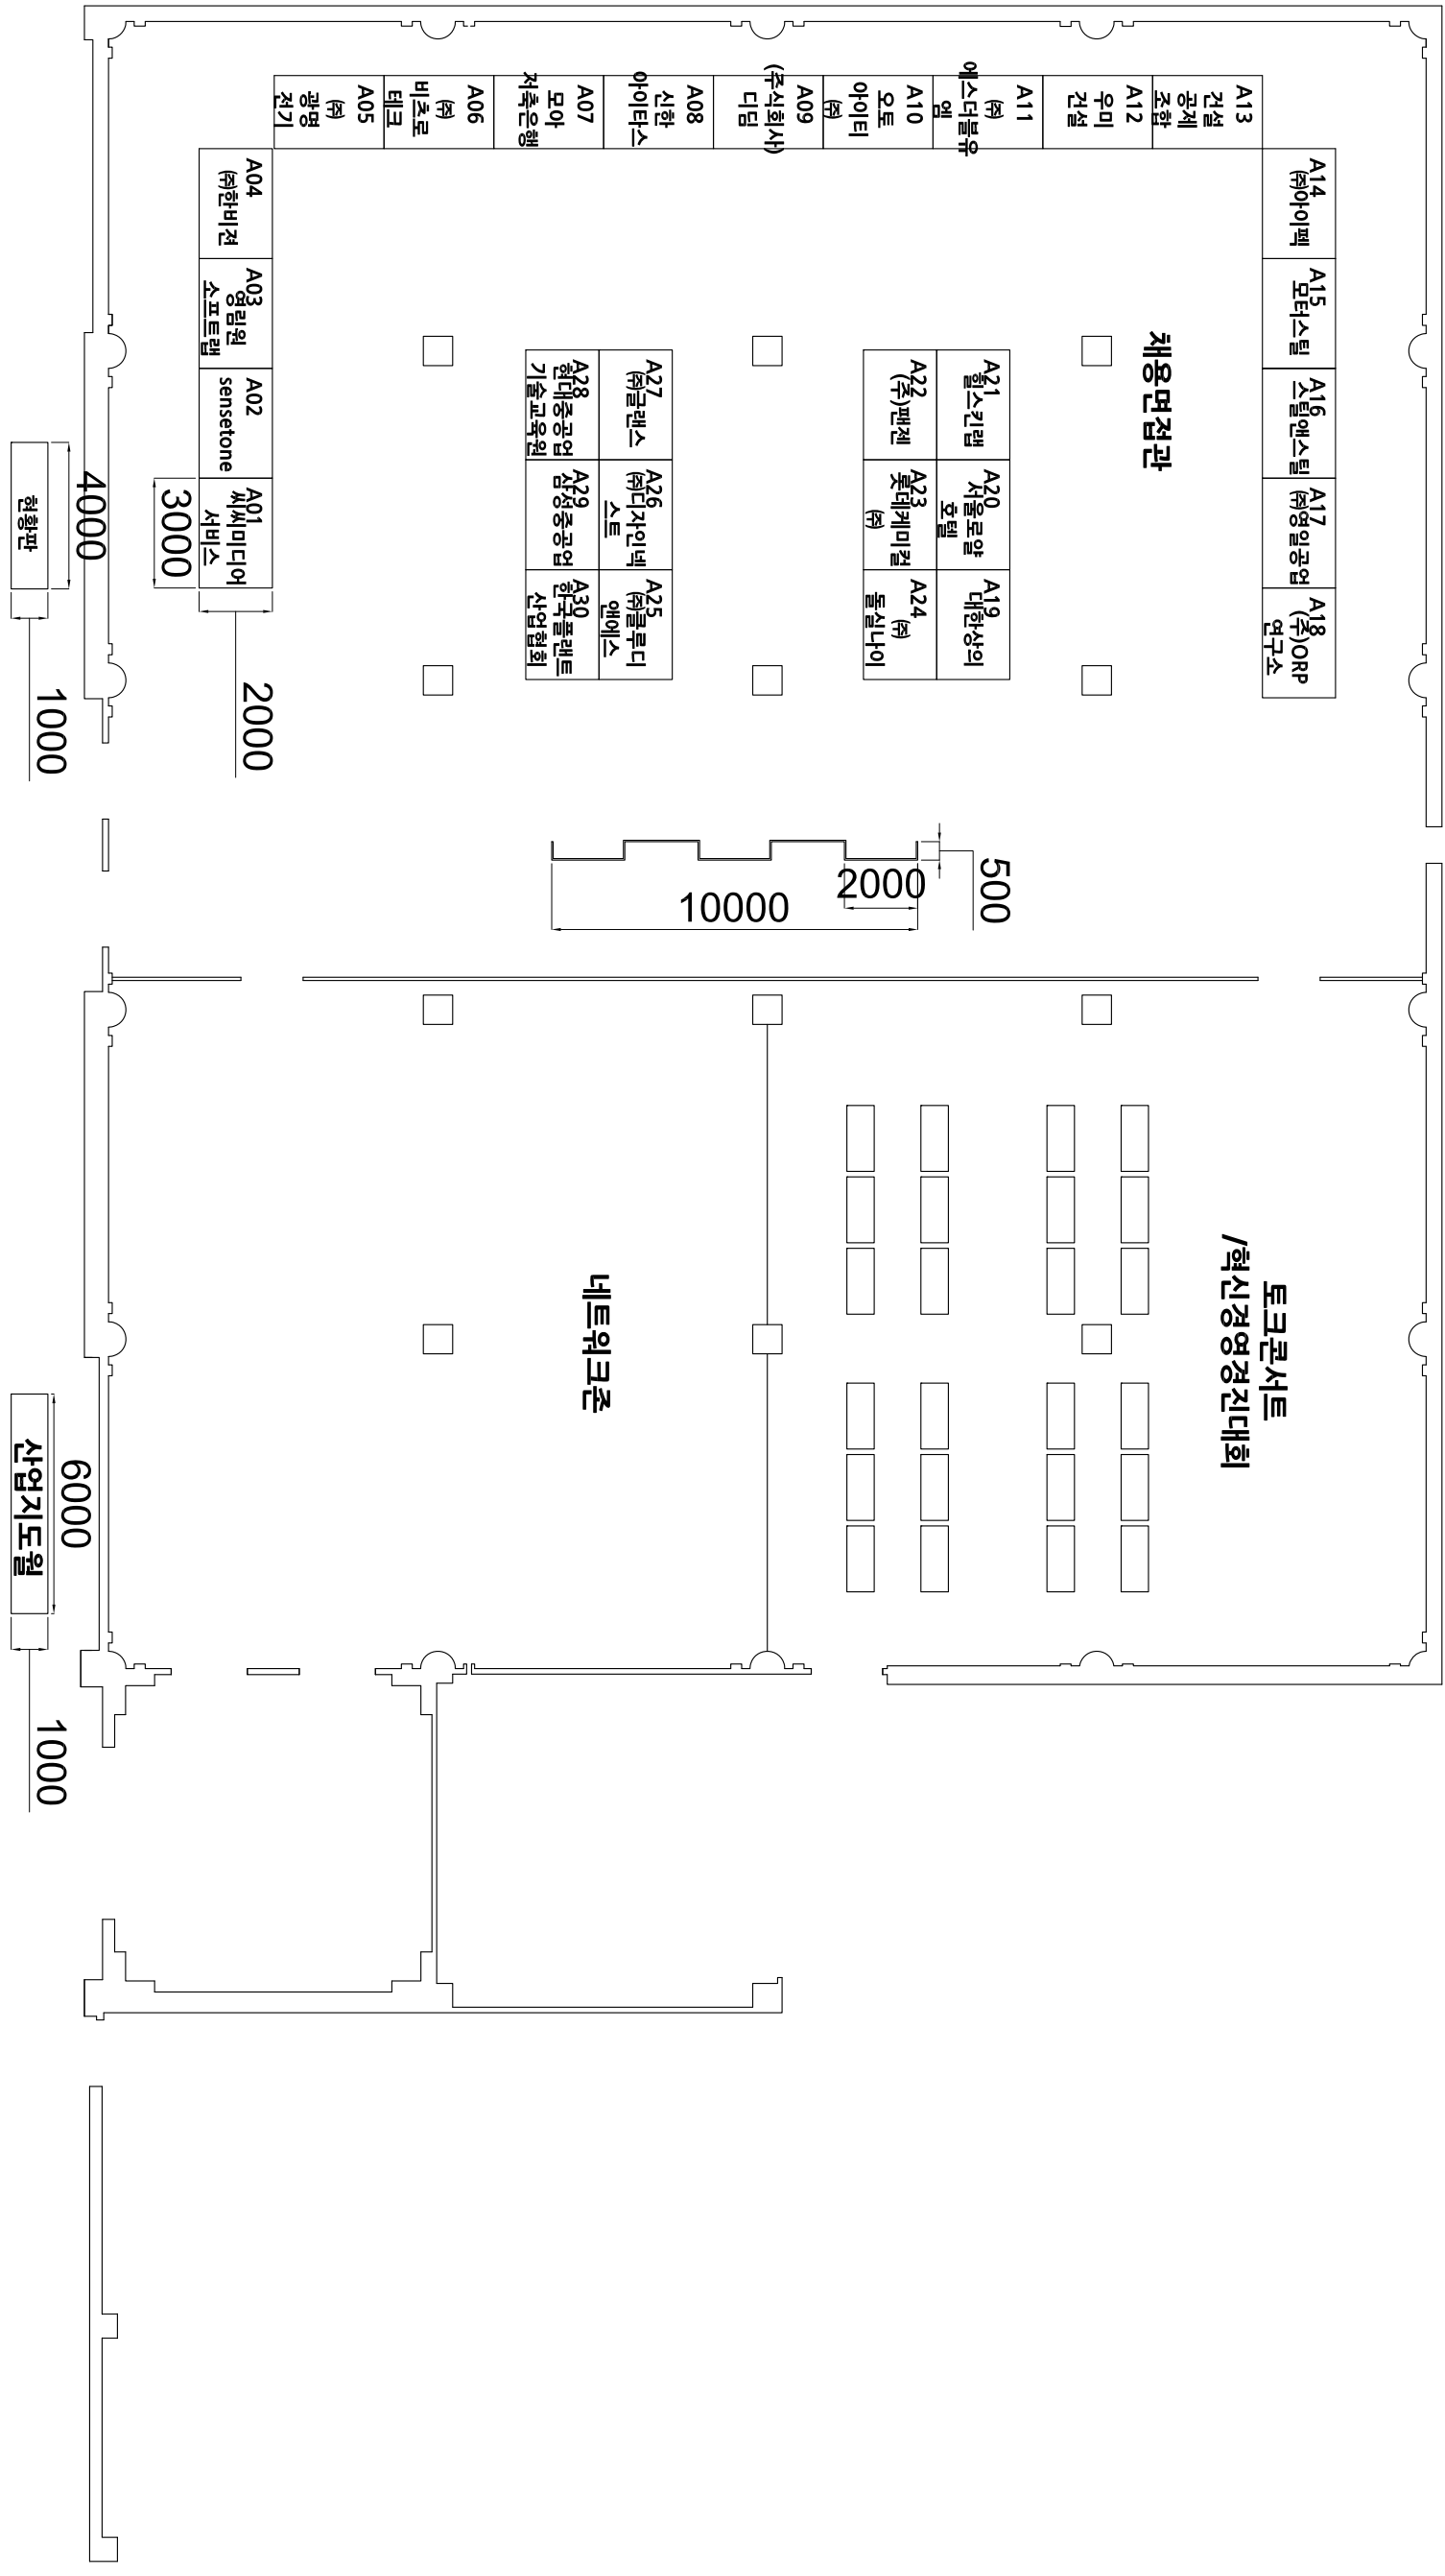 A13
건설
공제
조합
A12
우미
건설
A11
㈜
에스더블유
엠
A10
오토
아이티
㈜
A09
(주식회사)
디딤
A08
신한
아이타스
A07
모아
저축은행
A06
㈜
비츠로
테크
A05
㈜
광명
전기
A14
㈜아이펙
A15
모터스틸
A16
스틸앤스틸
A17
㈜영일공업
A18
(주)ORP
연구소
A04
㈜한비젼
A03
영림원
소프트랩
A02
sensetone
A01
씨씨미디어
서비스
채용면접관
A21
힐스킨랩
A20
서울로얄
호텔
A19
대한상의
A22
(주)팬젠
A23
롯데케미컬
㈜
A24
㈜
돌실나이
A27
㈜글랜스
A26
㈜디자인넥
스트
A25
㈜클루디
앤에스
A28
현대중공업
기술교육원
A29
삼성중공업
A30
한국플랜트
산업협회
3000
2000
4000
현황판
1000
500
2000
10000
토크콘서트
/혁신경영경진대회
네트워크존
6000
산업지도월
1000